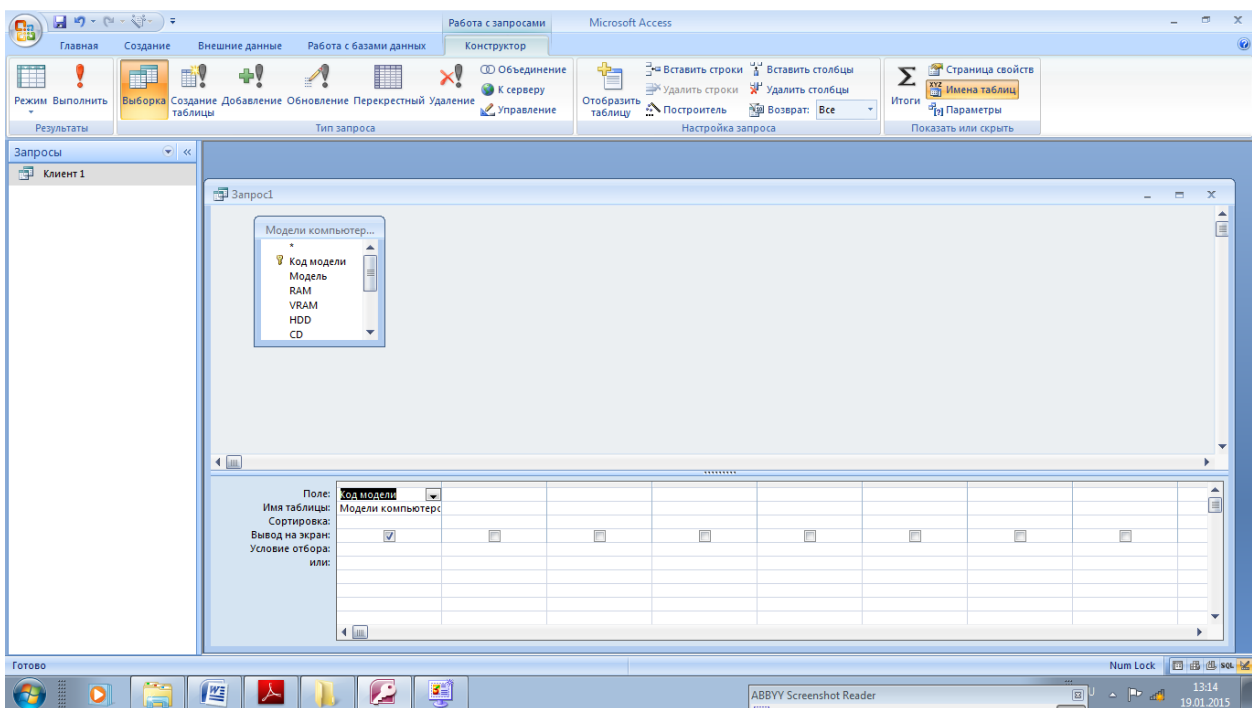 Работа с запросами Microsoft Access
Главная Создание Внешние данные Работа с базами данных Конструктор
Режим Выполнить Выборка Создание таблицы Добавление Обновление Перекрестный Удаление
Объединение
К серверу
Управление
Отобразить таблицу
Вставить строки Вставить столбцы
Удалить строки Удалить столбцы
Построитель Возврат: Все
Итоги
Страница свойств
XYZ Имена таблиц
[?] Параметры
Результаты Тип запроса Настройка запроса Показать или скрыть
Запросы
Клиент 1
Запрос1
Модели компьютер...
*
Код модели
Модель
RAM
VRAM
HDD
CD
Поле: Код модели
Имя таблицы: Модели компьютерс
Сортировка:
Вывод на экран:
Условие отбора:
или:
Готово Num Lock SQL
ABBYY Screenshot Reader
13:14
19.01.2015